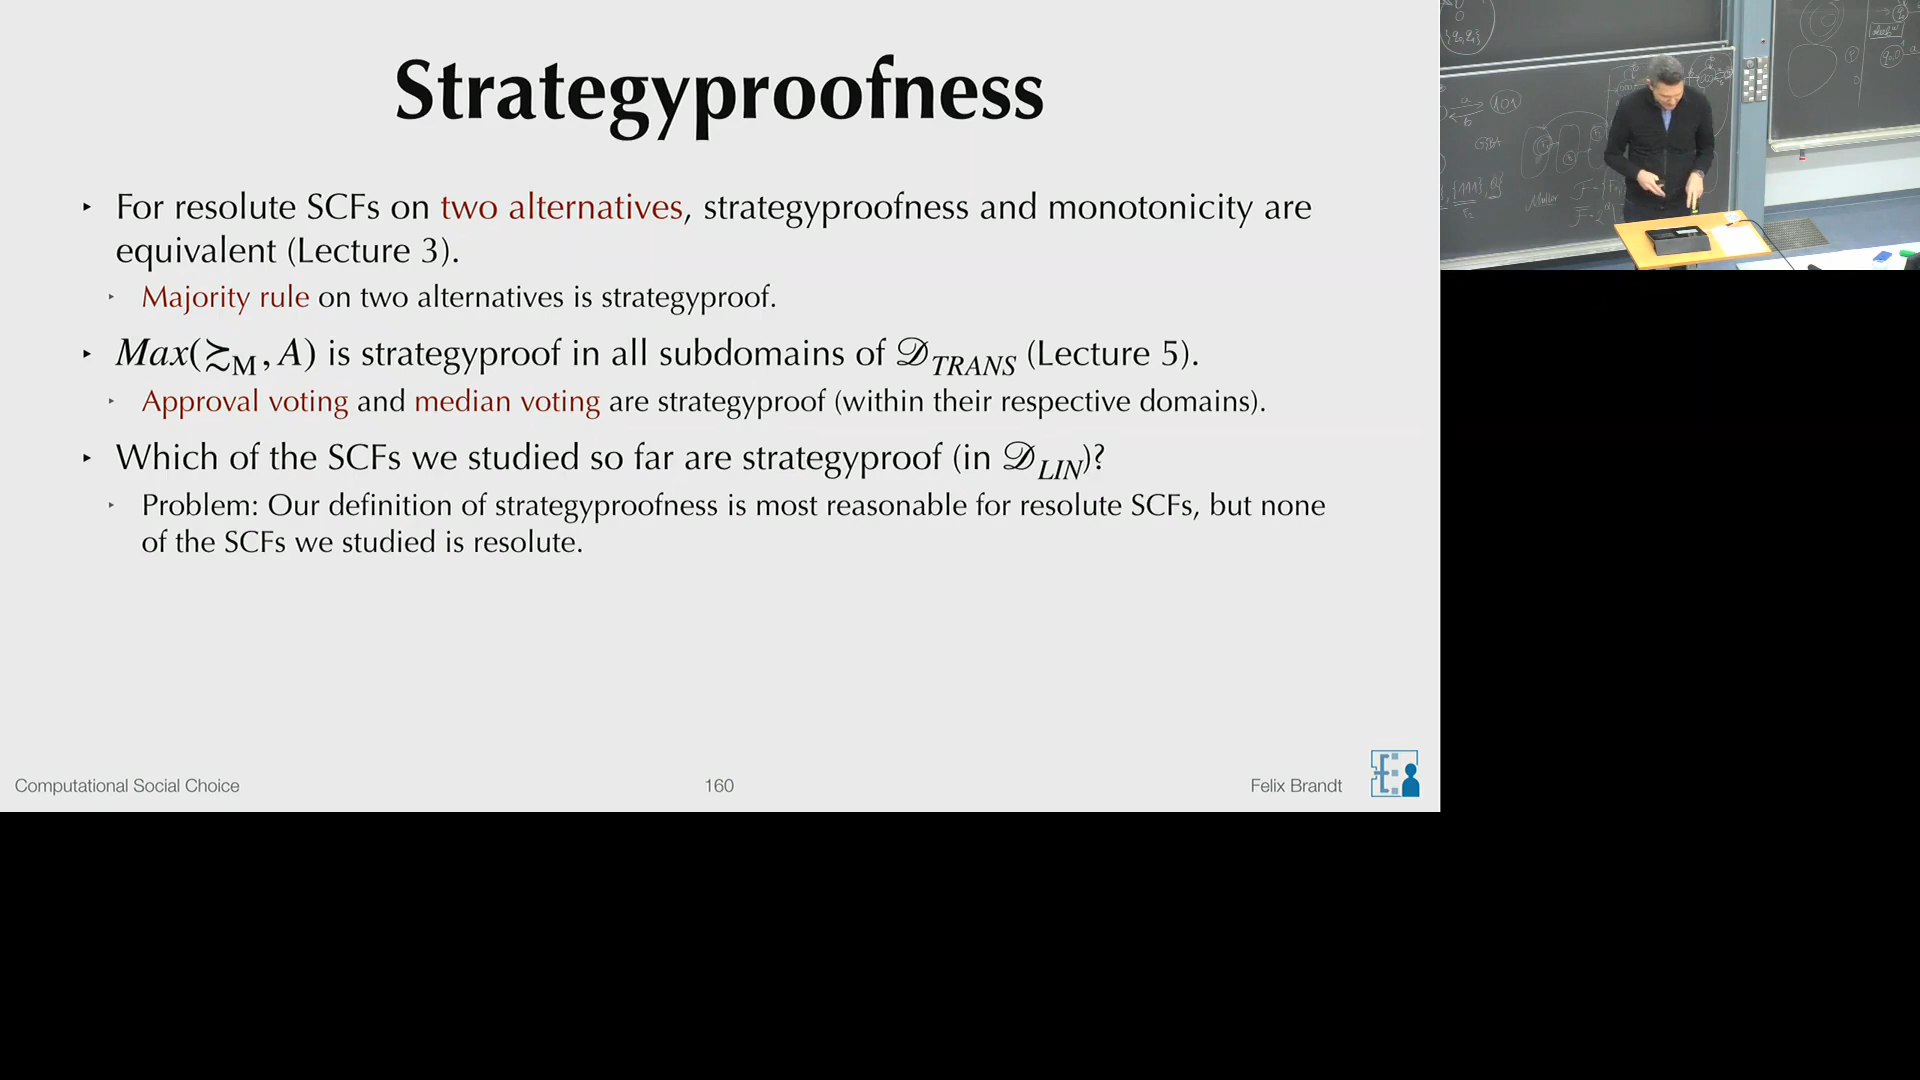 Strategyproofness
‣ For resolute SCFs on two alternatives, strategyproofness and monotonicity are
equivalent (Lecture 3).
‣ Majority rule on two alternatives is strategyproof.
‣ Max(≿M, A) is strategyproof in all subdomains of 𝒟TRANS (Lecture 5).
‣ Approval voting and median voting are strategyproof (within their respective domains).
‣ Which of the SCFs we studied so far are strategyproof (in 𝒟LIN)?
‣ Problem: Our definition of strategyproofness is most reasonable for resolute SCFs, but none
of the SCFs we studied is resolute.
Computational Social Choice
160
Felix Brandt